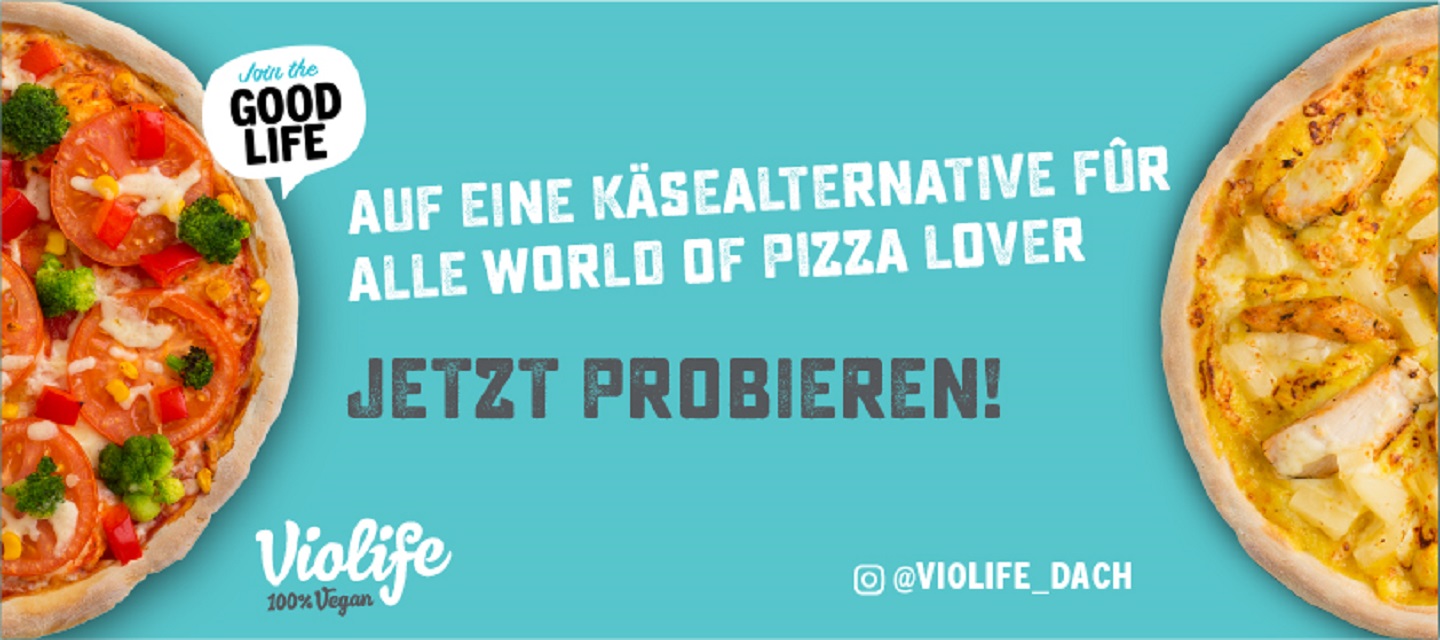 Join the
GOOD
LIFE
AUF EINE KÄSEALTERNATIVE FÛR
ALLE WORLD OF PIZZA LOVER
JETZT PROBIEREN!
Violife
100% Vegan
@VIOLIFE_DACH